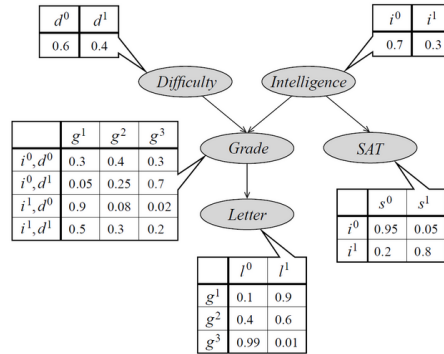 d⁰ d¹
0.6 0.4
i⁰ i¹
0.7 0.3
Difficulty
Intelligence
g¹ g² g³
i⁰,d⁰ 0.3 0.4 0.3
i⁰,d¹ 0.05 0.25 0.7
i¹,d⁰ 0.9 0.08 0.02
i¹,d¹ 0.5 0.3 0.2
Grade
SAT
Letter
s⁰ s¹
i⁰ 0.95 0.05
i¹ 0.2 0.8
l⁰ l¹
g¹ 0.1 0.9
g² 0.4 0.6
g³ 0.99 0.01